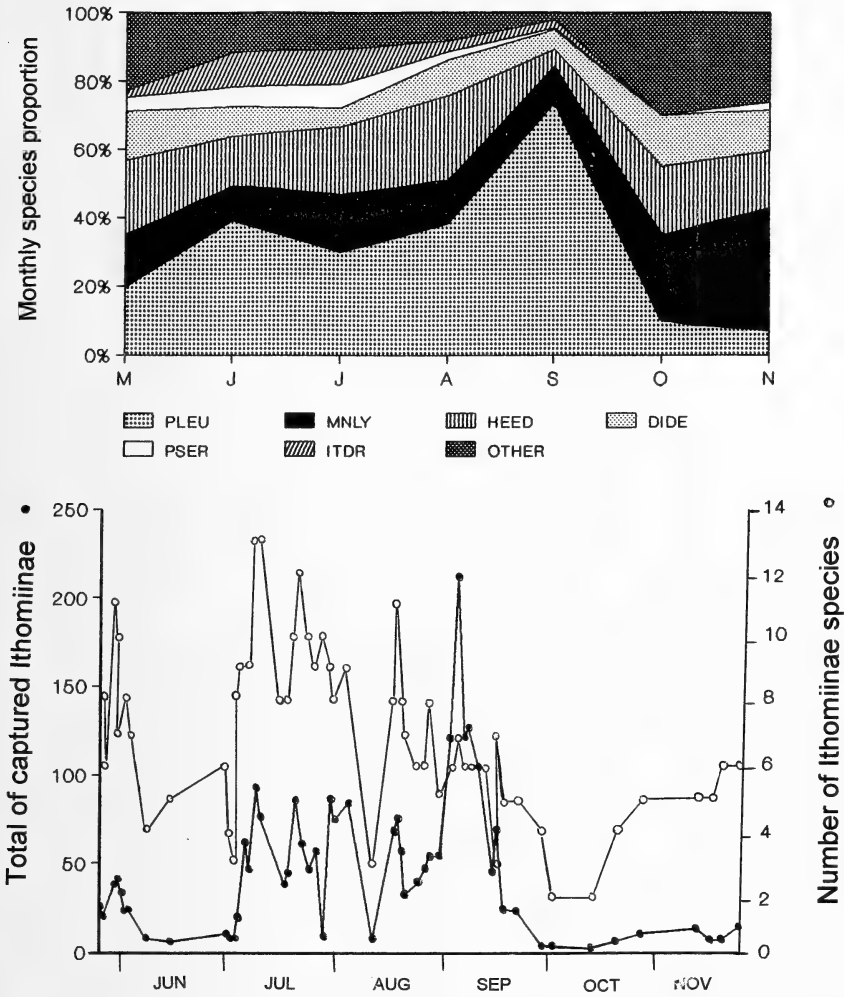 100%
80%
60%
40%
20%
0%
Monthly species proportion
M J J A S O N
PLEU MNLY HEED DIDE
PSER ITDR OTHER
Total of captured Ithomiinae
250
200
150
100
50
0
14
12
10
8
6
4
2
0
Number of Ithomiinae species
JUN JUL AUG SEP OCT NOV